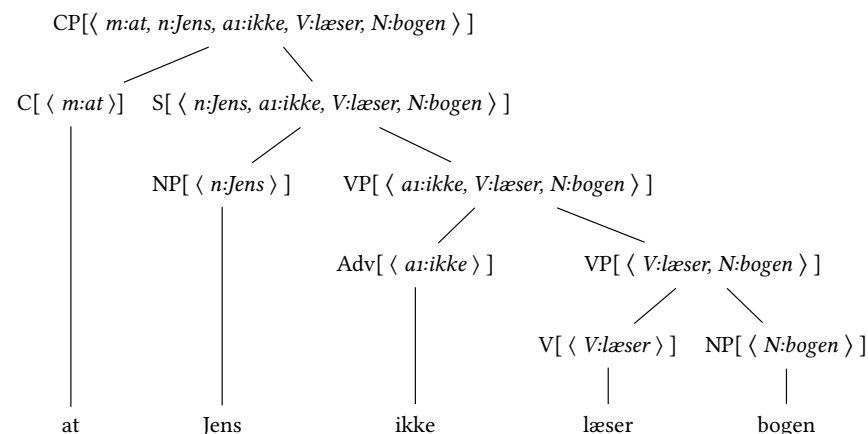 CP[⟨ m:at, n:Jens, a1:ikke, V:læser, N:bogen ⟩]
C[ ⟨ m:at ⟩] S[ ⟨ n:Jens, a1:ikke, V:læser, N:bogen ⟩]
NP[ ⟨ n:Jens ⟩ ] VP[ ⟨ a1:ikke, V:læser, N:bogen ⟩ ]
Adv[ ⟨ a1:ikke ⟩ ] VP[ ⟨ V:læser, N:bogen ⟩ ]
V[ ⟨ V:læser ⟩ ] NP[ ⟨ N:bogen ⟩ ]
at Jens ikke læser bogen